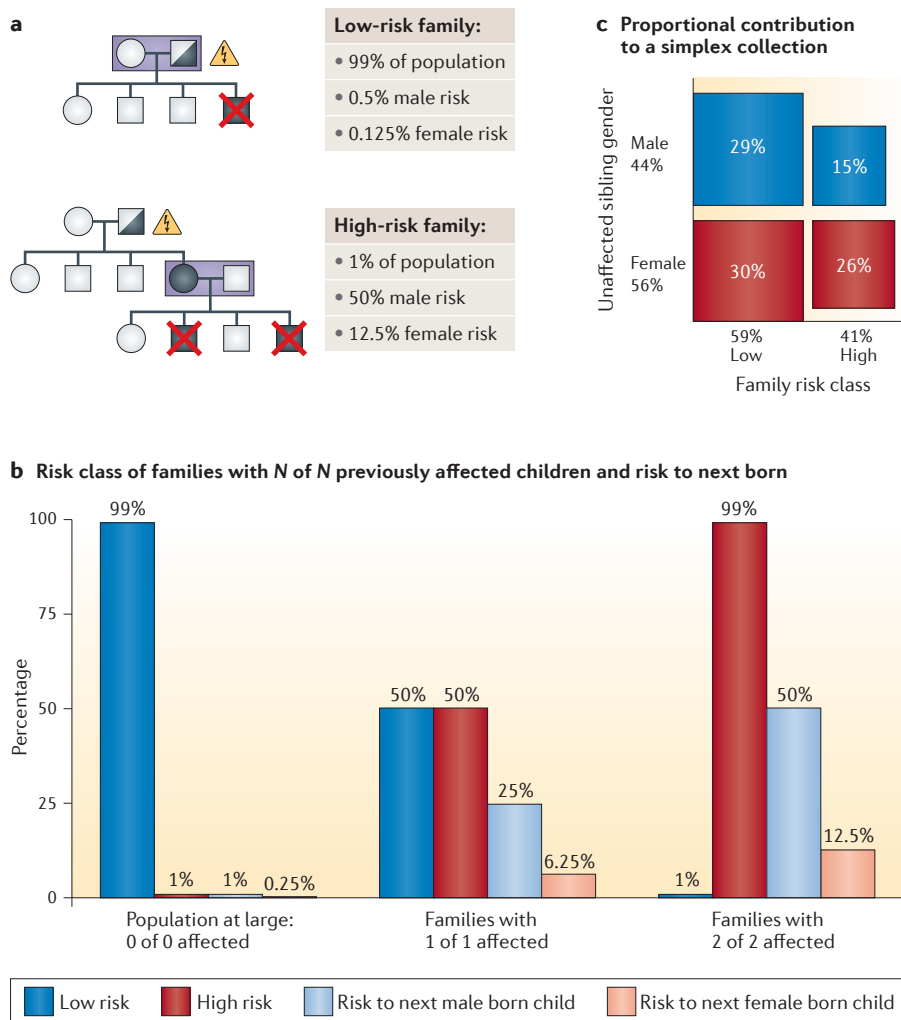 a
Low-risk family:
• 99% of population
• 0.5% male risk
• 0.125% female risk
High-risk family:
• 1% of population
• 50% male risk
• 12.5% female risk
c Proportional contribution
to a simplex collection
Unaffected sibling gender
Male
44%
29%
15%
Female
56%
30%
26%
59%
Low
41%
High
Family risk class
b Risk class of families with N of N previously affected children and risk to next born
Percentage
100
75
50
25
0
99%
1%
1%
0.25%
50%
50%
25%
6.25%
1%
99%
50%
12.5%
Population at large:
0 of 0 affected
Families with
1 of 1 affected
Families with
2 of 2 affected
Low risk
High risk
Risk to next male born child
Risk to next female born child